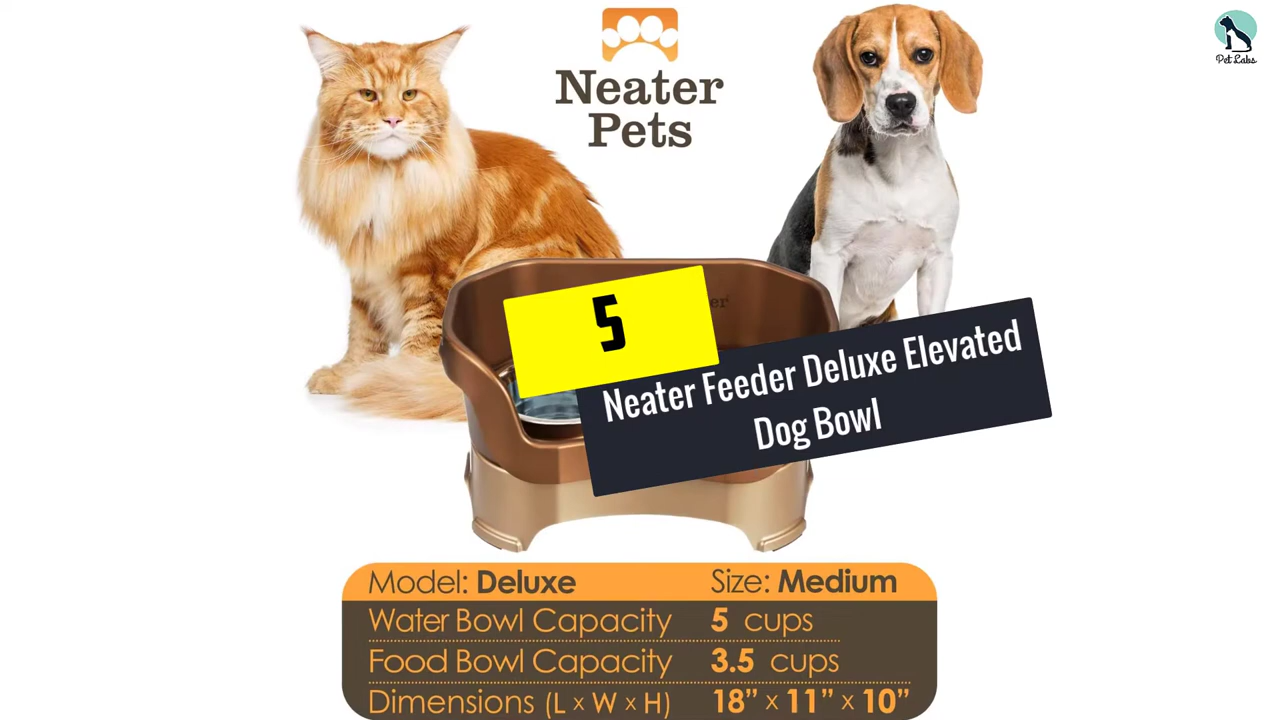 Pet Labs
Neater
Pets
er
5
Neater Feeder Deluxe Elevated
Dog Bowl
Model: Deluxe Size: Medium
Water Bowl Capacity 5 cups
Food Bowl Capacity 3.5 cups
Dimensions (L x W x H) 18” x 11” x 10”